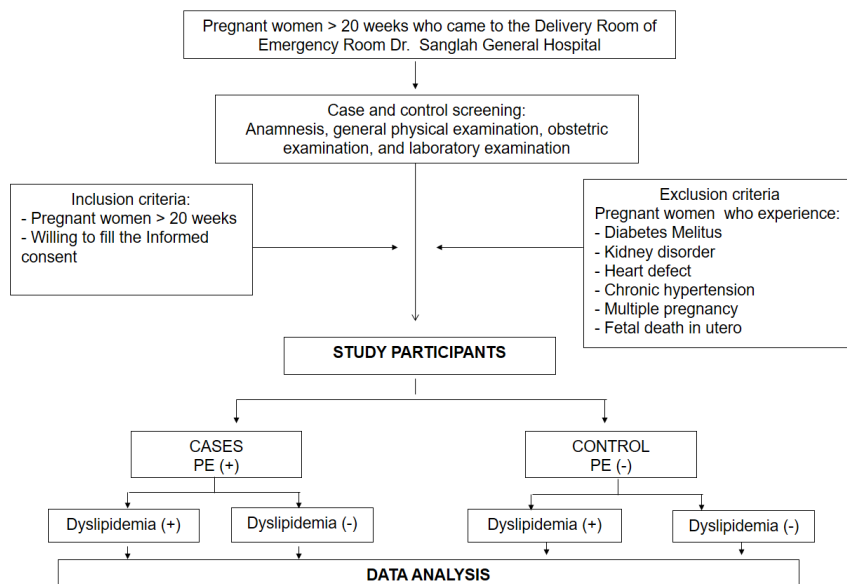 Pregnant women > 20 weeks who came to the Delivery Room of
Emergency Room Dr.  Sanglah General Hospital
Case and control screening:
Anamnesis, general physical examination, obstetric
examination, and laboratory examination
Inclusion criteria:
- Pregnant women > 20 weeks
- Willing to fill the Informed
consent
Exclusion criteria
Pregnant women  who experience:
- Diabetes Melitus
- Kidney disorder
- Heart defect
- Chronic hypertension
- Multiple pregnancy
- Fetal death in utero
STUDY PARTICIPANTS
CASES
PE (+)
CONTROL
PE (-)
Dyslipidemia (+)
Dyslipidemia (-)
Dyslipidemia (+)
Dyslipidemia (-)
DATA ANALYSIS